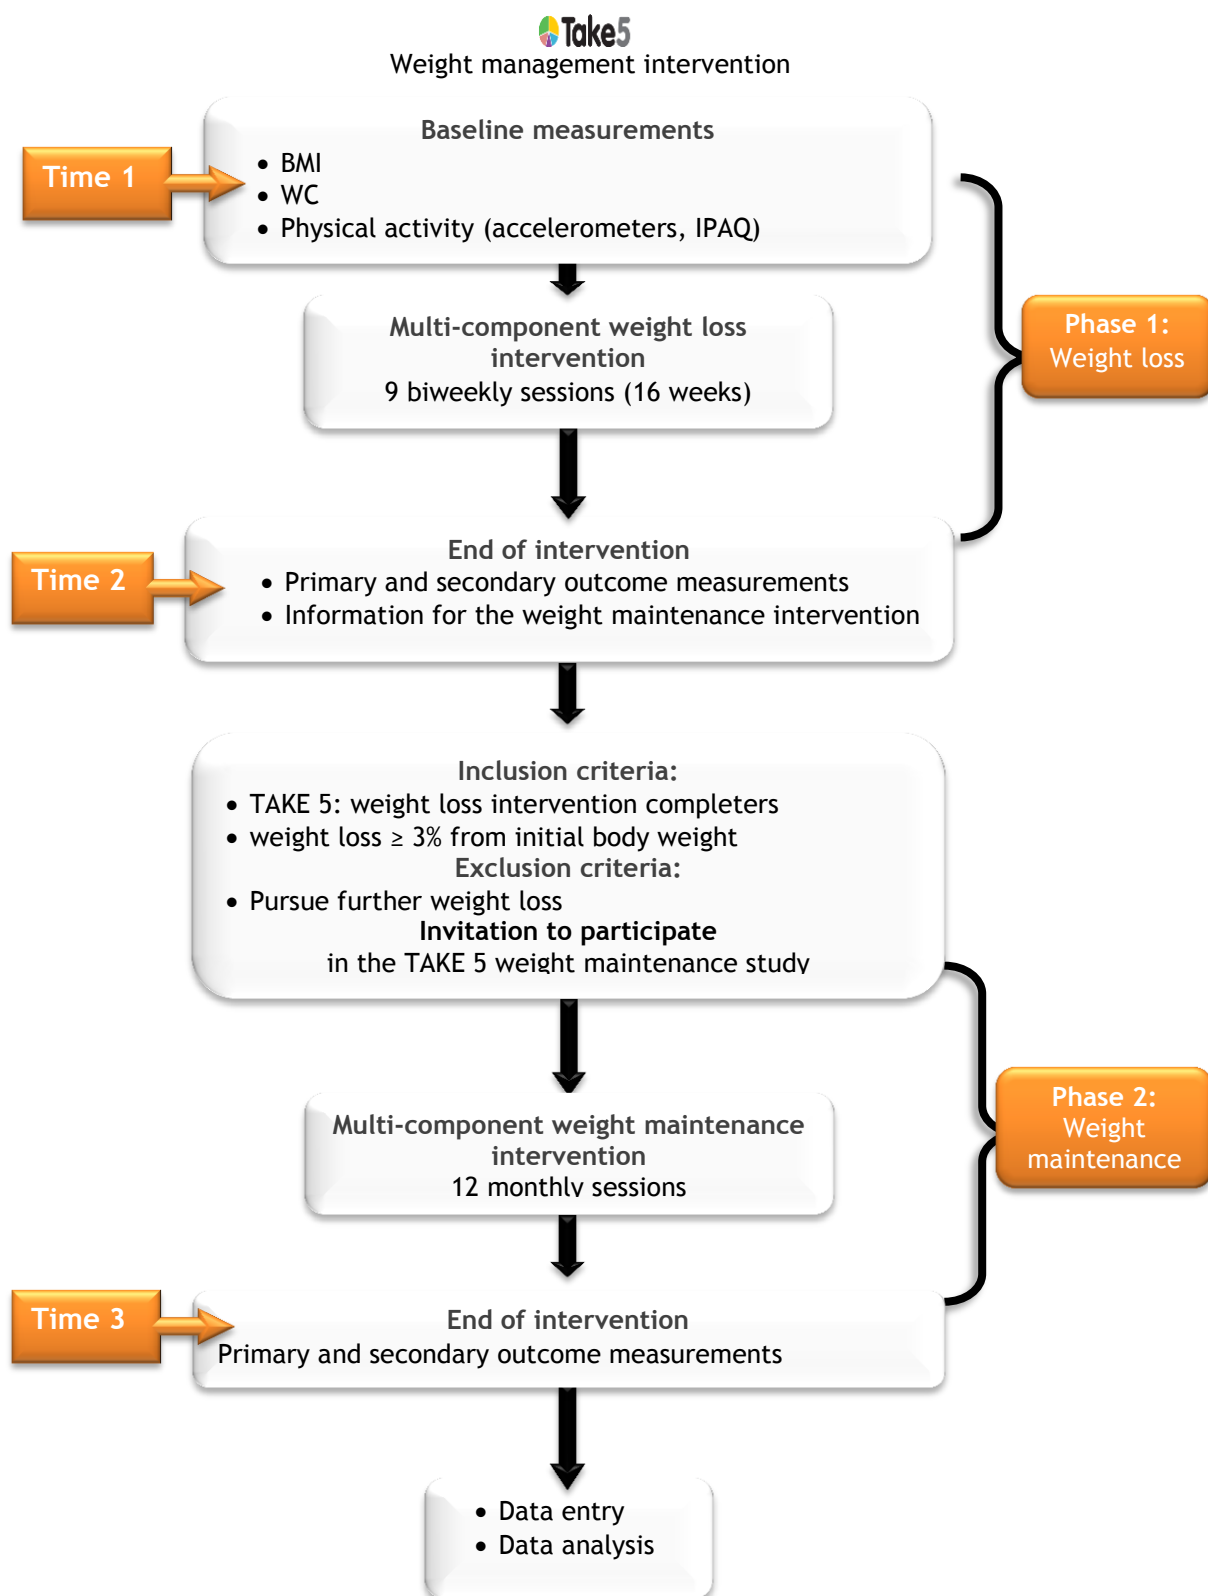 Take5
Weight management intervention
Baseline measurements
Time 1
• BMI
• WC
• Physical activity (accelerometers, IPAQ)
Multi-component weight loss
intervention
9 biweekly sessions (16 weeks)
Phase 1:
Weight loss
End of intervention
Time 2
• Primary and secondary outcome measurements
• Information for the weight maintenance intervention
Inclusion criteria:
• TAKE 5: weight loss intervention completers
• weight loss ≥ 3% from initial body weight
Exclusion criteria:
• Pursue further weight loss
Invitation to participate
in the TAKE 5 weight maintenance study
Multi-component weight maintenance
intervention
12 monthly sessions
Phase 2:
Weight
maintenance
Time 3
End of intervention
Primary and secondary outcome measurements
• Data entry
• Data analysis